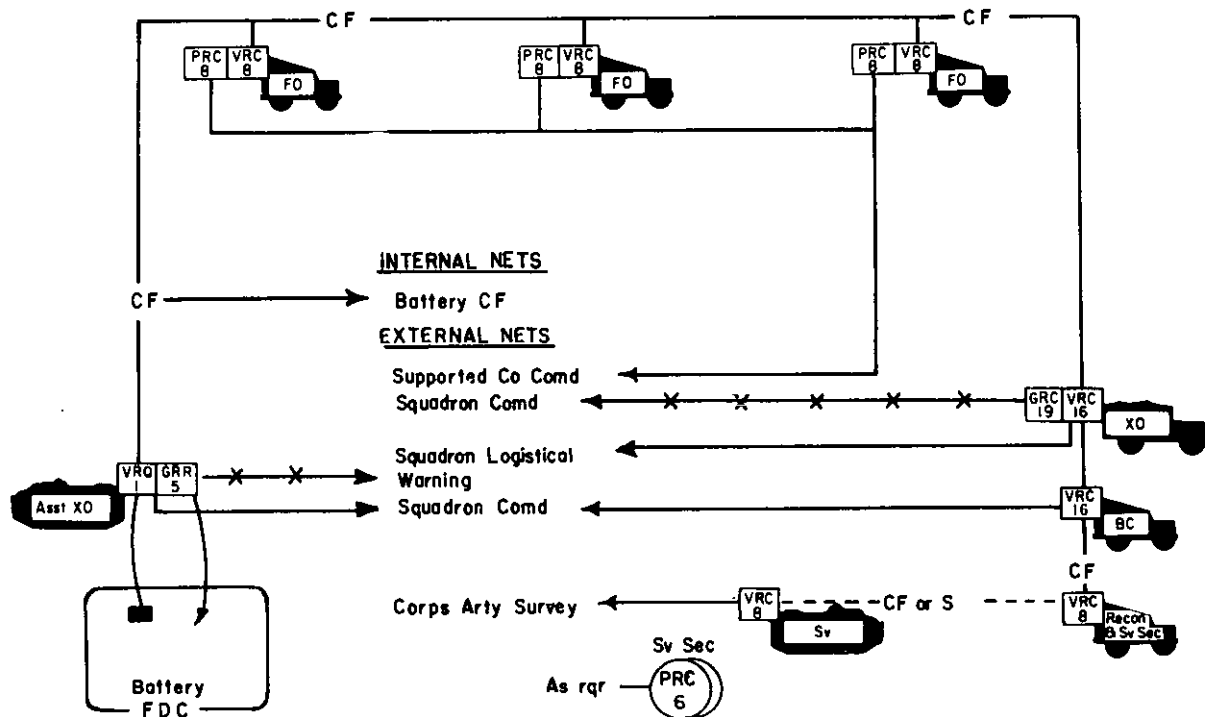 CF CF
PRC 8 VRC 8 FO
PRC 8 VRC 8 FO
PRC 8 VRC 8 FO
INTERNAL NETS
CF Battery CF
EXTERNAL NETS
Supported Co Comd
Squadron Comd
GRC 19 VRC 16 XO
Squadron Logistical
Warning
VRQ 1 GRR 5
Asst XO
Squadron Comd
VRC 16 BC
CF
Corps Arty Survey
VRC 8 Sv
CF or S
VRC 8 Recon & Sv Sec
Sv Sec
As rqr
PRC 6
Battery
FDC